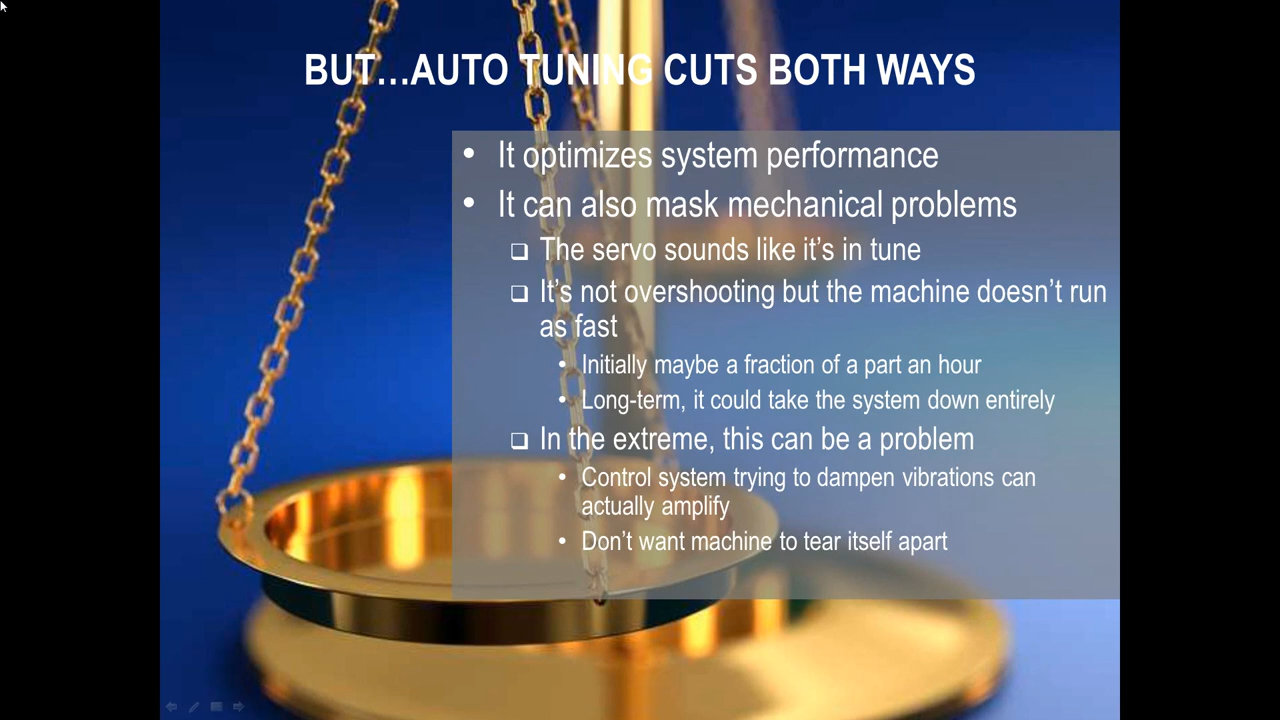 BUT...AUTO TUNING CUTS BOTH WAYS
• It optimizes system performance
• It can also mask mechanical problems
❑ The servo sounds like it’s in tune
❑ It’s not overshooting but the machine doesn’t run
as fast
• Initially maybe a fraction of a part an hour
• Long-term, it could take the system down entirely
❑ In the extreme, this can be a problem
• Control system trying to dampen vibrations can
actually amplify
• Don’t want machine to tear itself apart